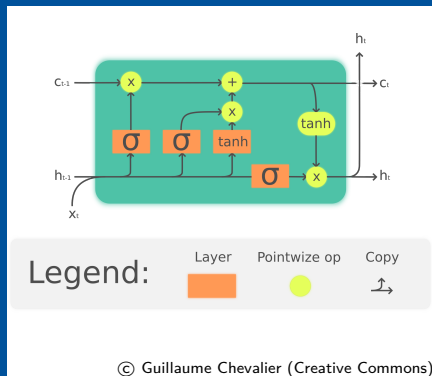 hₜ
cₜ₋₁ x + cₜ
x tanh
σ σ tanh
hₜ₋₁ σ x hₜ
xₜ
Legend: Layer Pointwize op Copy
© Guillaume Chevalier (Creative Commons)